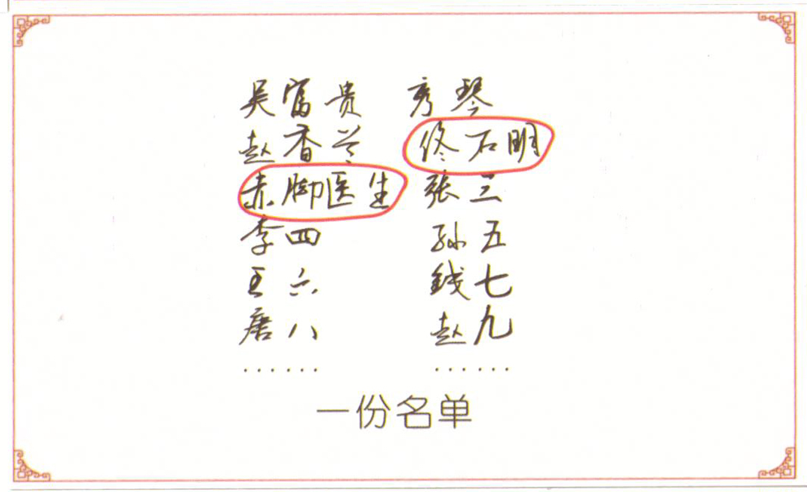 吴富贵 秀琴
赵香兰 佟石明
赤脚医生 张三
李四 孙五
王六 钱七
唐八 赵九
…… ……
一份名单